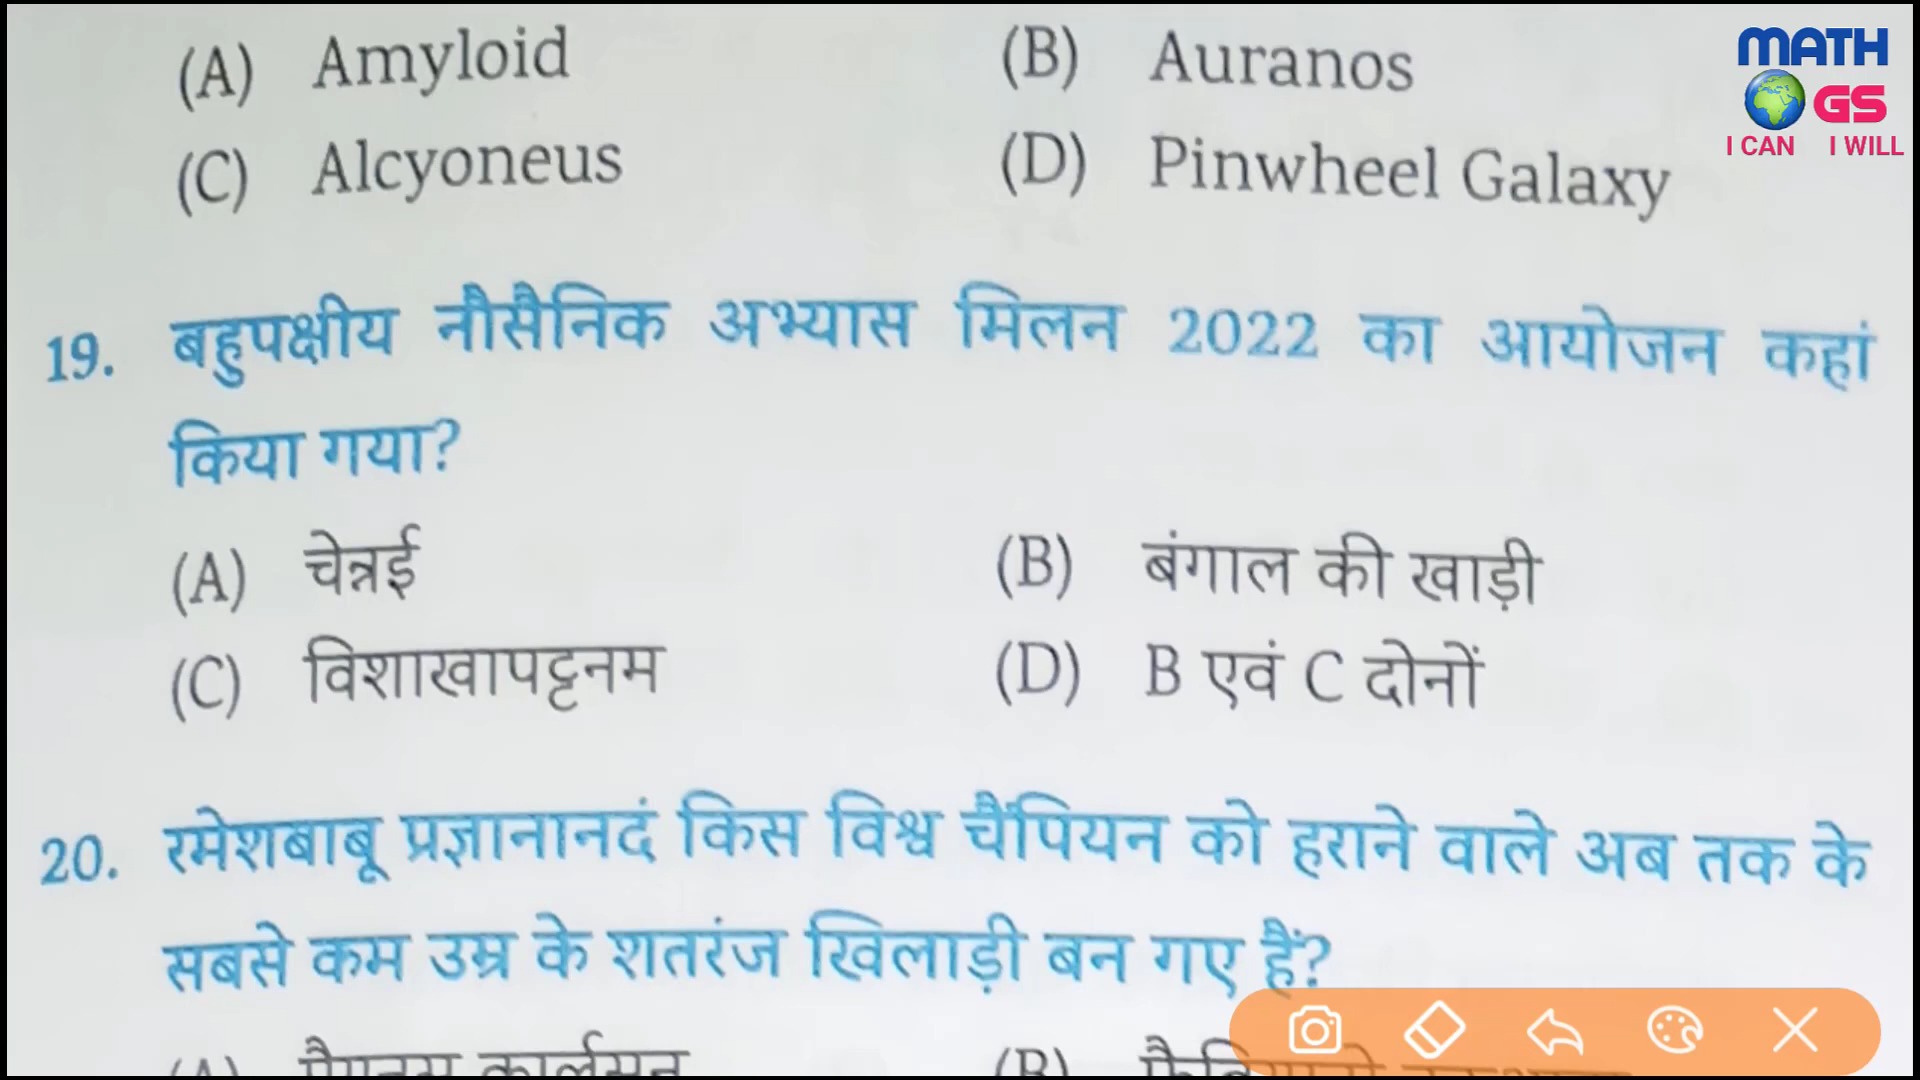 (A) Amyloid (B) Auranos
(C) Alcyoneus (D) Pinwheel Galaxy
MATH
GS
I CAN I WILL
19. बहुपक्षीय नौसैनिक अभ्यास मिलन 2022 का आयोजन कहां
किया गया?
(A) चेन्नई (B) बंगाल की खाड़ी
(C) विशाखापट्टनम (D) B एवं C दोनों
20. रमेशबाबू प्रज्ञानानदं किस विश्व चैंपियन को हराने वाले अब तक के
सबसे कम उम्र के शतरंज खिलाड़ी बन गए हैं?
(A) मैगनस कार्लसन (B)